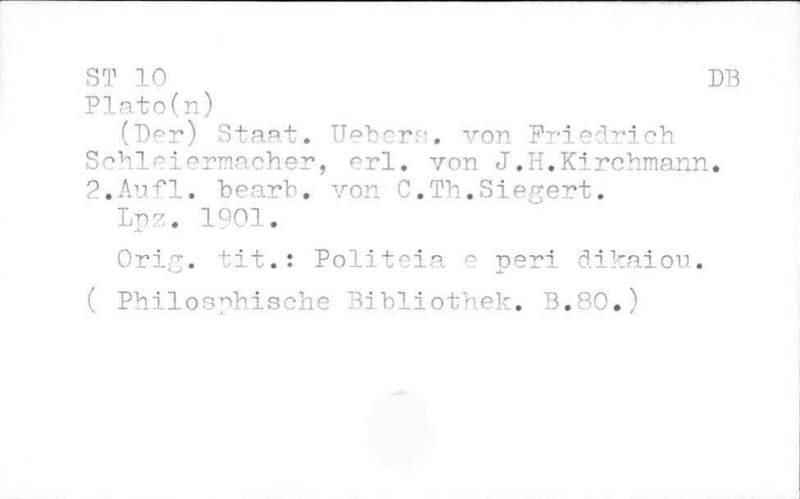 ST 10 DB
Plato(n)
(Der) Staat. Uebers. von Friedrich
Schleiermacher, erl. von J.H.Kirchmann.
2.Aufl. bearb. von C.Th.Siegert.
Lpz. 1901.
Orig. tit.: Politeia e peri dikaiou.
( Philosphische Bibliothek. B.80.)